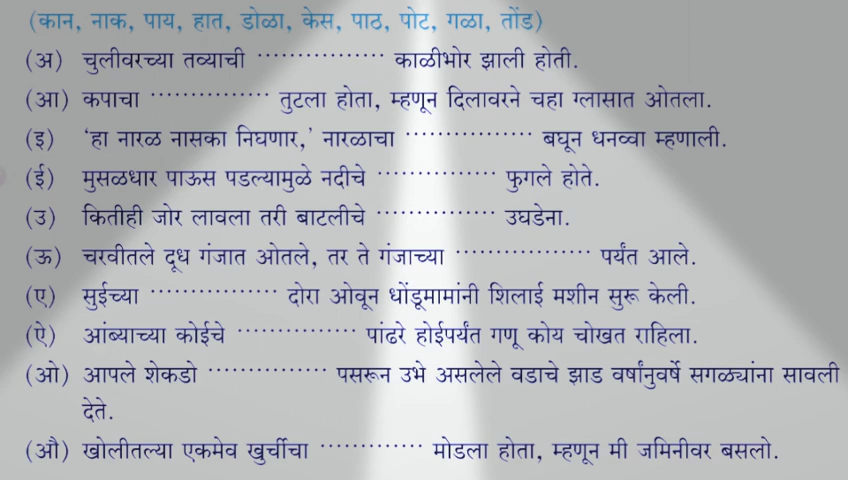 (कान, नाक, पाय, हात, डोळा, केस, पाठ, पोट, गळा, तोंड)
(अ) चुलीवरच्या तव्याची ................ काळीभोर झाली होती.
(आ) कपाचा ............... तुटला होता, म्हणून दिलावरने चहा ग्लासात ओतला.
(इ) ‘हा नारळ नासका निघणार,’ नारळाचा ................ बघून धनव्वा म्हणाली.
(ई) मुसळधार पाऊस पडल्यामुळे नदीचे ............... फुगले होते.
(उ) कितीही जोर लावला तरी बाटलीचे ............... उघडेना.
(ऊ) चरवीतले दूध गंजात ओतले, तर ते गंजाच्या ................. पर्यंत आले.
(ए) सुईच्या ................ दोरा ओवून धोंडूमामांनी शिलाई मशीन सुरू केली.
(ऐ) आंब्याच्या कोईचे ............... पांढरे होईपर्यंत गणू कोय चोखत राहिला.
(ओ) आपले शेकडो ............... पसरून उभे असलेले वडाचे झाड वर्षांनुवर्षे सगळ्यांना सावली
देते.
(औ) खोलीतल्या एकमेव खुर्चीचा ............. मोडला होता, म्हणून मी जमिनीवर बसलो.